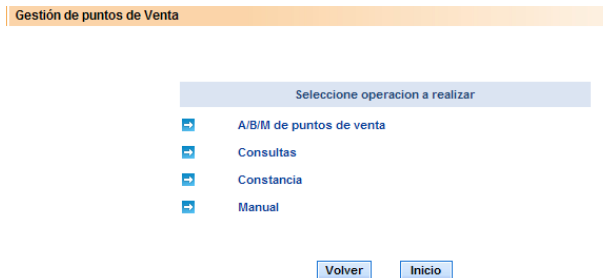 Gestión de puntos de Venta
Seleccione operacion a realizar
A/B/M de puntos de venta
Consultas
Constancia
Manual
Volver Inicio